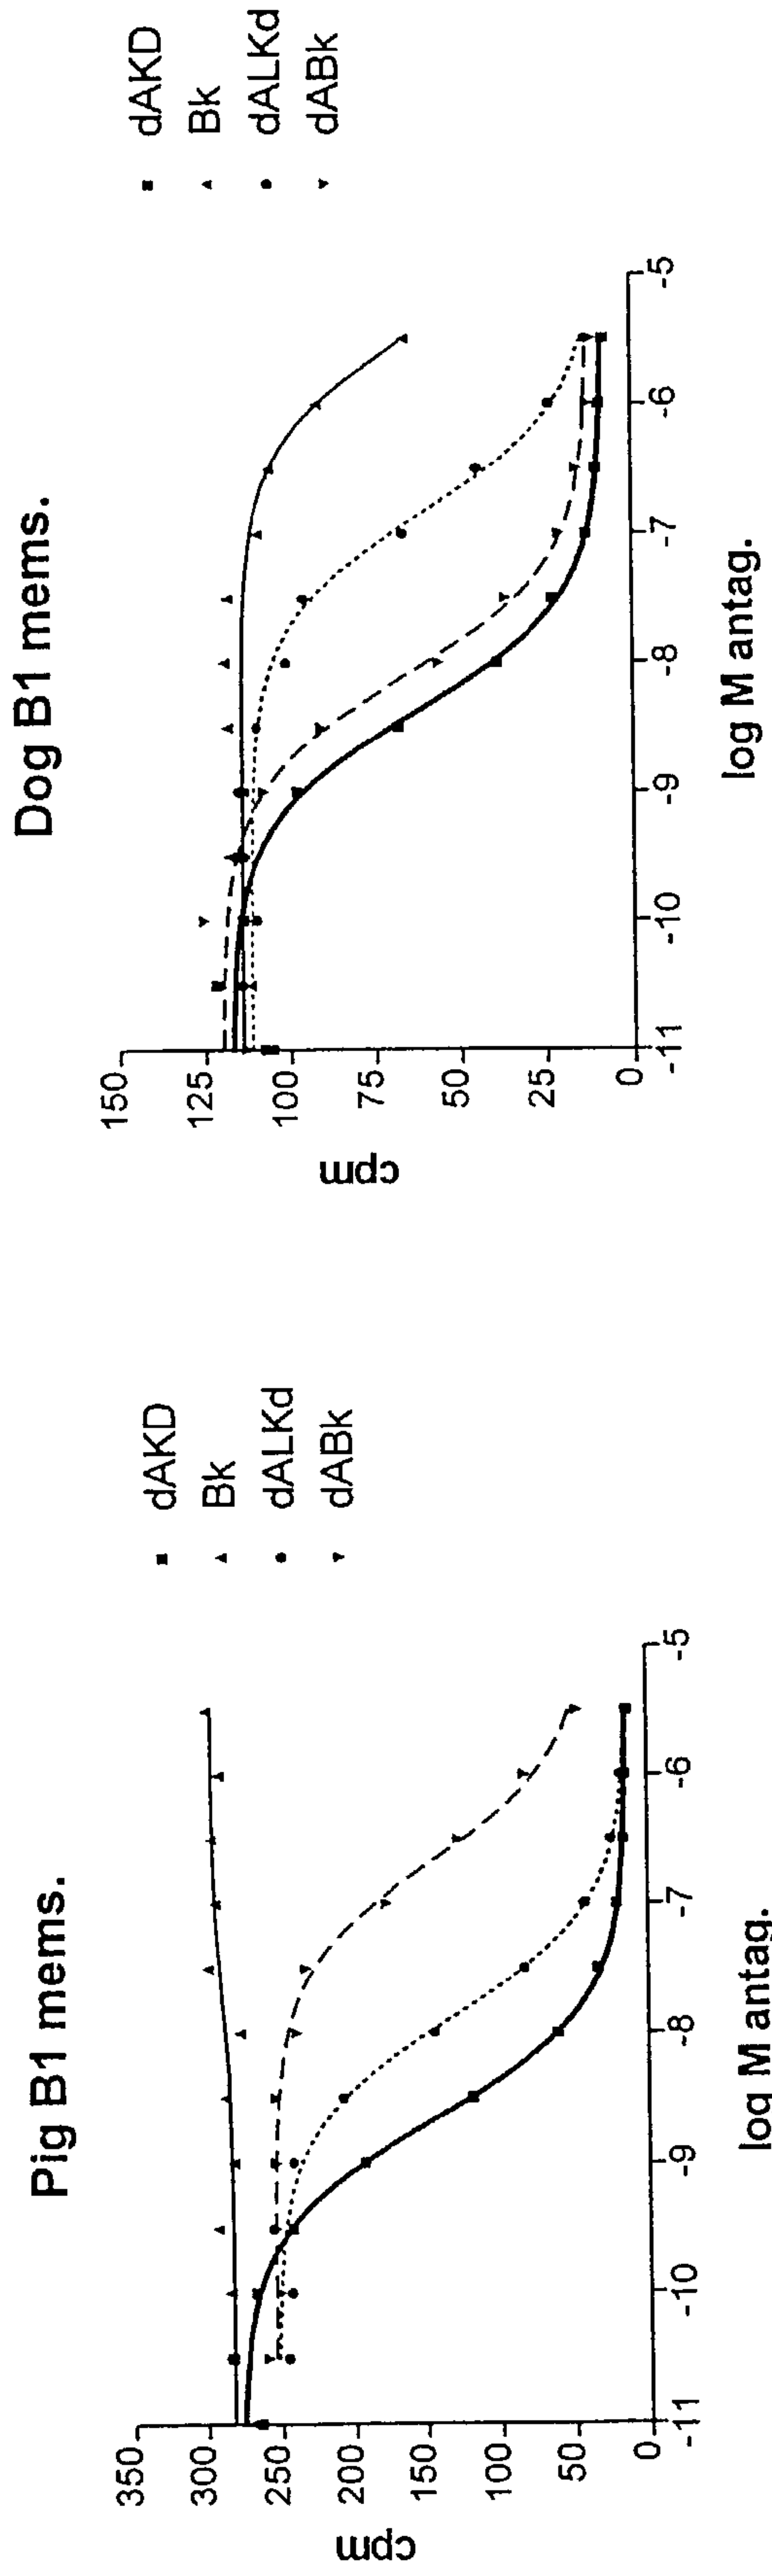 Pig B1 mems.
350
300
250
200
150
100
50
0
cpm
-11
-10
-9
-8
-7
-6
-5
log M antag.
dAKD
Bk
dALKd
dABk
Dog B1 mems.
150
125
100
75
50
25
0
cpm
-11
-10
-9
-8
-7
-6
-5
log M antag.
dAKD
Bk
dALKd
dABk